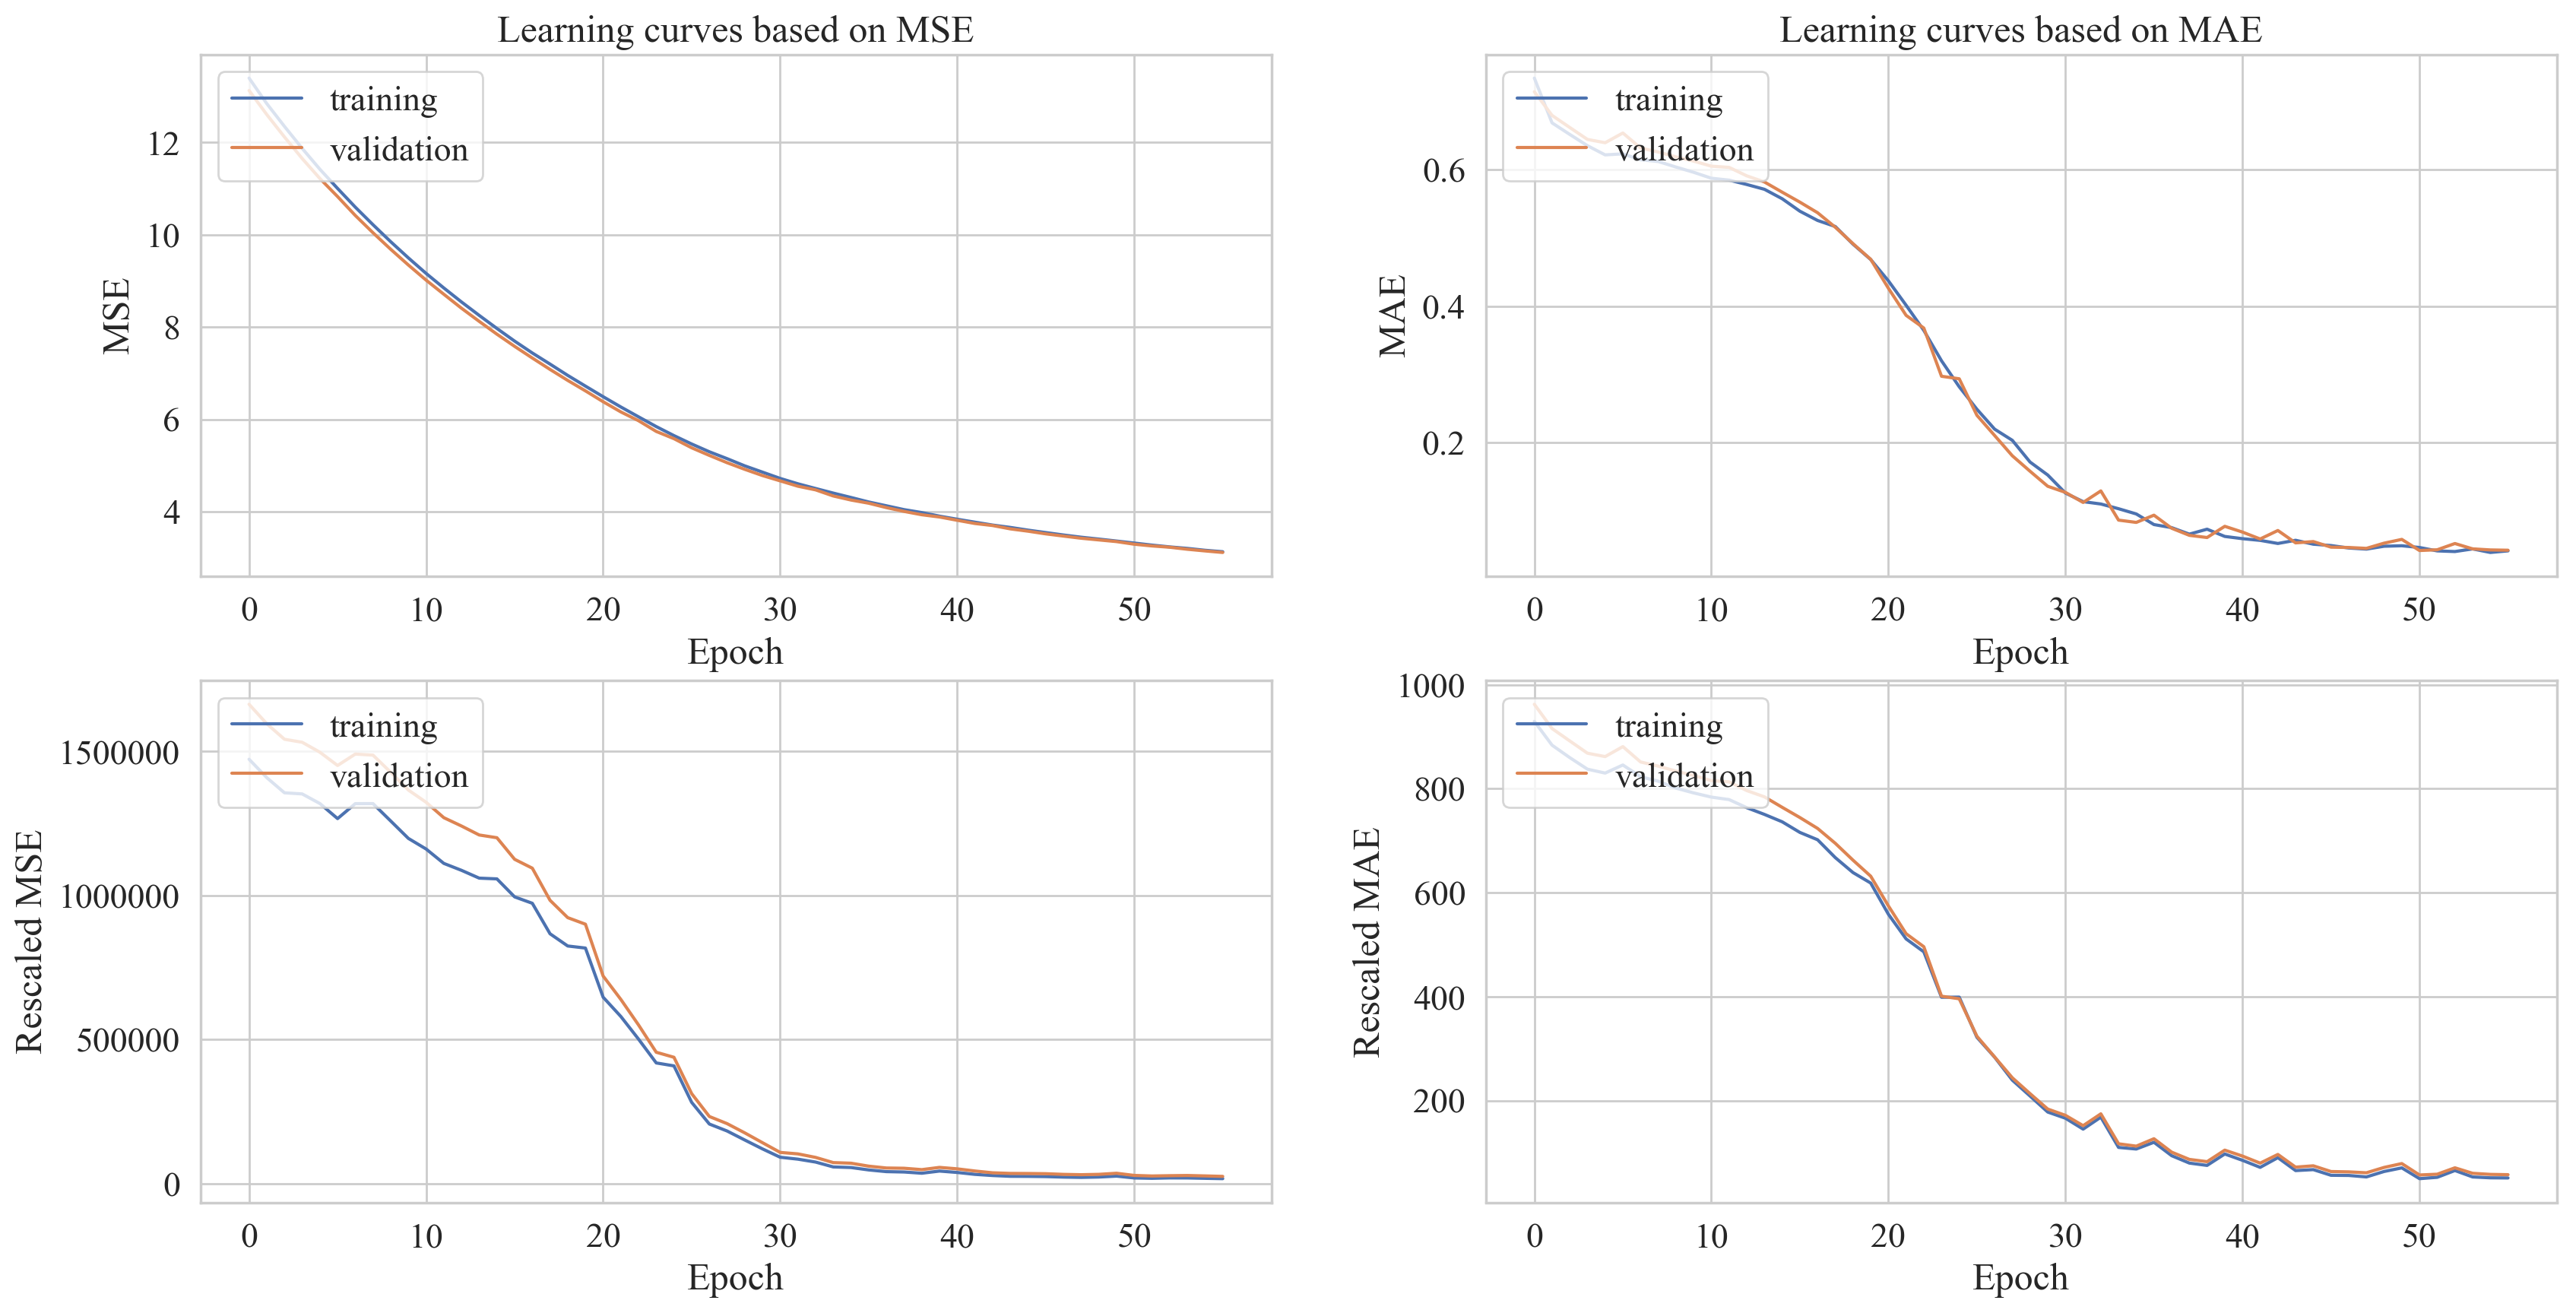 Learning curves based on MSE
training
validation
12
10
8
6
4
MSE
0 10 20 30 40 50
Epoch
Learning curves based on MAE
training
validation
0.6
0.4
0.2
MAE
0 10 20 30 40 50
Epoch
training
validation
1500000
1000000
500000
0
Rescaled MSE
0 10 20 30 40 50
Epoch
training
validation
1000
800
600
400
200
Rescaled MAE
0 10 20 30 40 50
Epoch